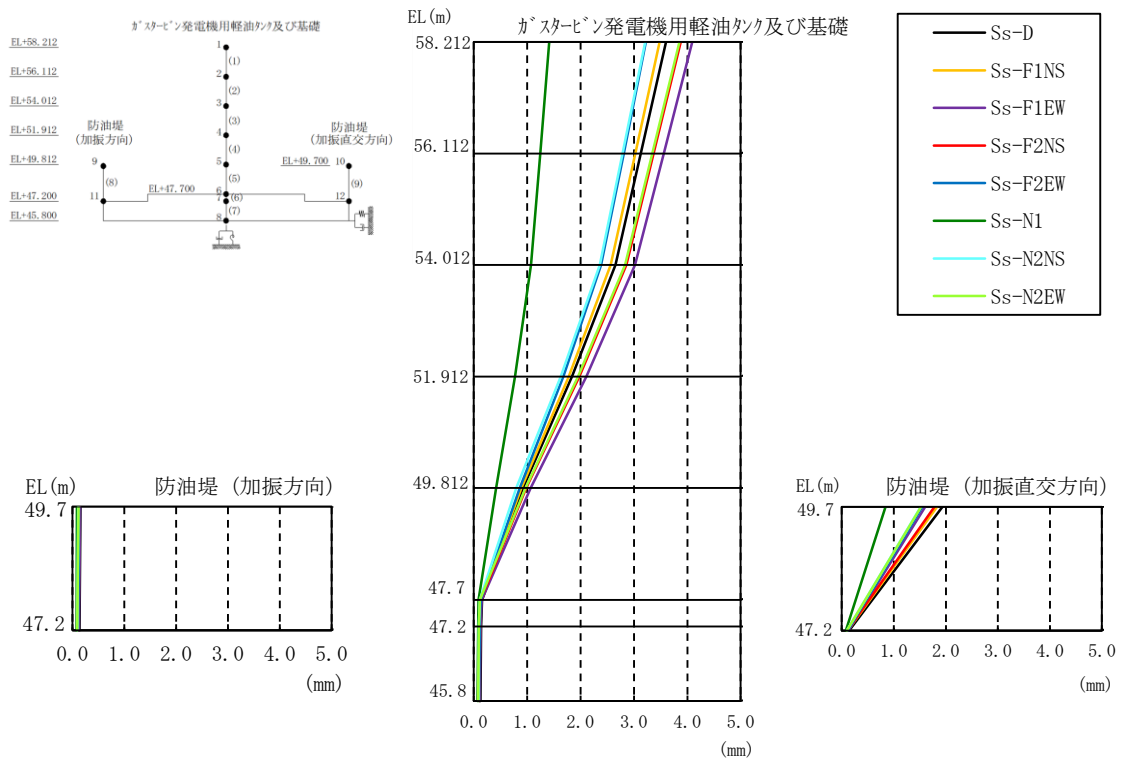 ガスタービン発電機用軽油タンク及び基礎
EL+58.212
EL+56.112
EL+54.012
EL+51.912
EL+49.812
EL+47.200
EL+45.800
防油堤
(加振方向)
防油堤
(加振直交方向)
EL+49.700
EL+47.700
1
(1)
2
(2)
3
(3)
4
(4)
5
(5)
6
(6)
7
(7)
8
9
(8)
11
10
(9)
12
EL(m)
ガスタービン発電機用軽油タンク及び基礎
58.212
56.112
54.012
51.912
49.812
47.7
47.2
45.8
0.0 1.0 2.0 3.0 4.0 5.0
(mm)
Ss-D
Ss-F1NS
Ss-F1EW
Ss-F2NS
Ss-F2EW
Ss-N1
Ss-N2NS
Ss-N2EW
EL(m) 防油堤 (加振方向)
49.7
47.2
0.0 1.0 2.0 3.0 4.0 5.0
(mm)
EL(m) 防油堤 (加振直交方向)
49.7
47.2
0.0 1.0 2.0 3.0 4.0 5.0
(mm)